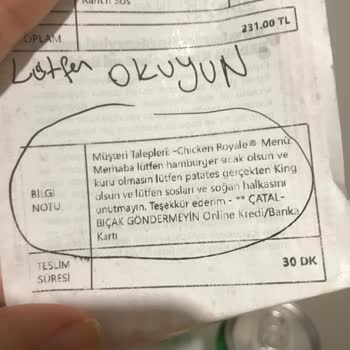 231.00 TL
TOPLAM
Lütfen OKUYUN
BİLGİ NOTU
Müşteri Talepleri: -Chicken Royale® Menü:
Merhaba lütfen hamburger sıcak olsun ve
kuru olmasın lütfen patates gerçekten King
olsun ve lütfen sosları ve soğan halkasını
unutmayın. Teşekkür ederim - ** ÇATAL-
BIÇAK GÖNDERMEYİN Online Kredi/Banka
Kartı
TESLİM SÜRESİ
30 DK